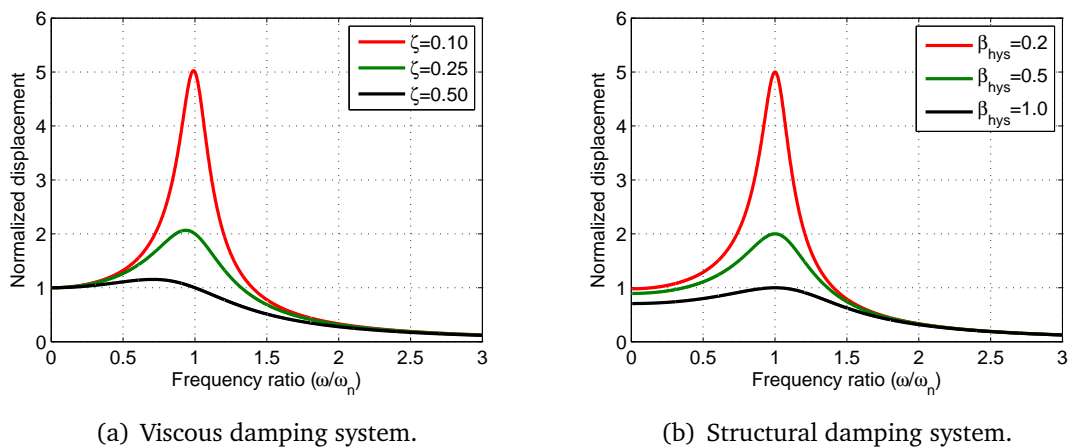 6
5
4
3
2
1
0
Normalized displacement
0 0.5 1 1.5 2 2.5 3
Frequency ratio (ω/ωn)
ζ=0.10
ζ=0.25
ζ=0.50
(a) Viscous damping system.
6
5
4
3
2
1
0
Normalized displacement
0 0.5 1 1.5 2 2.5 3
Frequency ratio (ω/ωn)
βhys=0.2
βhys=0.5
βhys=1.0
(b) Structural damping system.